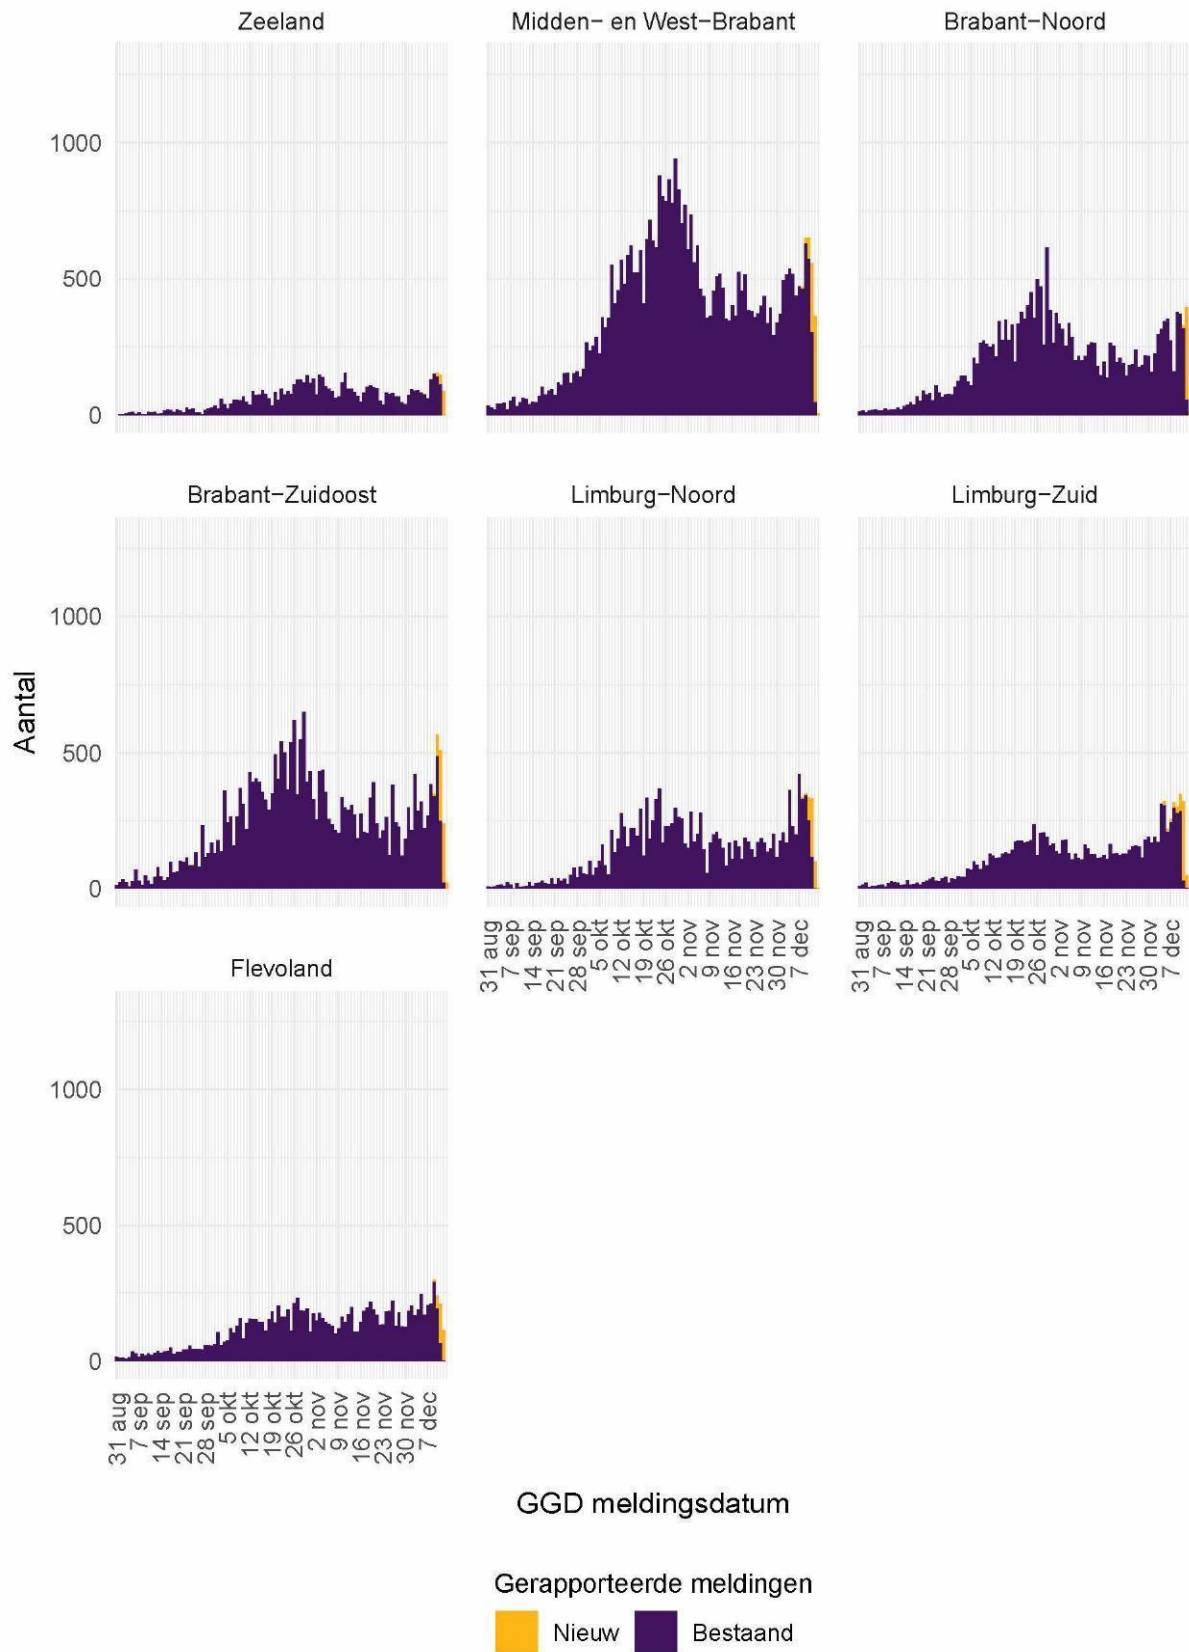 Zeeland
Midden- en West-Brabant
Brabant-Noord
1000
500
0
Brabant-Zuidoost
Limburg-Noord
Limburg-Zuid
1000
500
0
Aantal
31 aug
7 sep
14 sep
21 sep
28 sep
5 okt
12 okt
19 okt
26 okt
2 nov
9 nov
16 nov
23 nov
30 nov
7 dec
31 aug
7 sep
14 sep
21 sep
28 sep
5 okt
12 okt
19 okt
26 okt
2 nov
9 nov
16 nov
23 nov
30 nov
7 dec
Flevoland
1000
500
0
31 aug
7 sep
14 sep
21 sep
28 sep
5 okt
12 okt
19 okt
26 okt
2 nov
9 nov
16 nov
23 nov
30 nov
7 dec
GGD meldingsdatum
Gerapporteerde meldingen
Nieuw
Bestaand